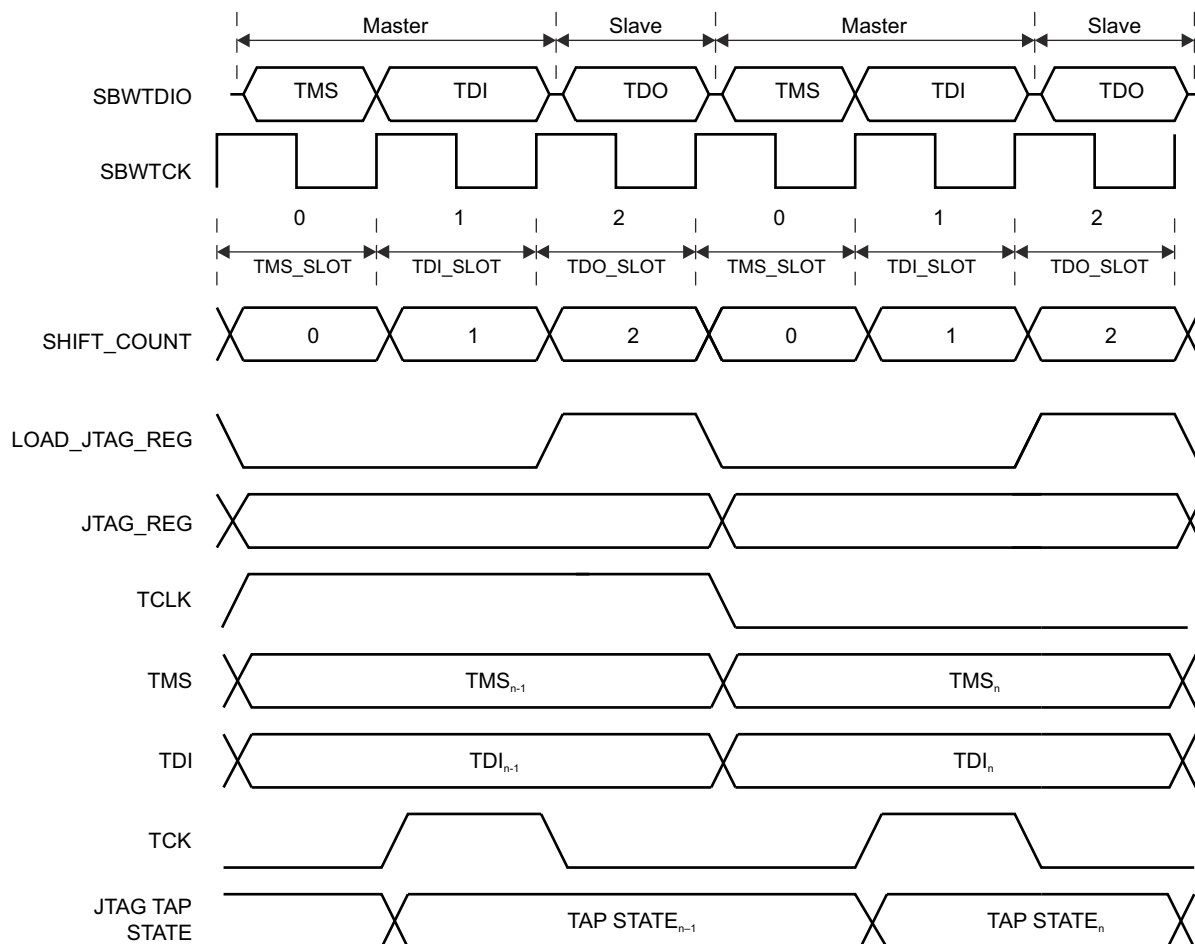 Master Slave Master Slave
SBWTDIO TMS TDI TDO TMS TDI TDO
SBWTCK
0 1 2 0 1 2
TMS_SLOT TDI_SLOT TDO_SLOT TMS_SLOT TDI_SLOT TDO_SLOT
SHIFT_COUNT 0 1 2 0 1 2
LOAD_JTAG_REG
JTAG_REG
TCLK
TMS TMSn-1 TMSn
TDI TDIn-1 TDIn
TCK
JTAG TAP
STATE TAP STATEn–1 TAP STATEn